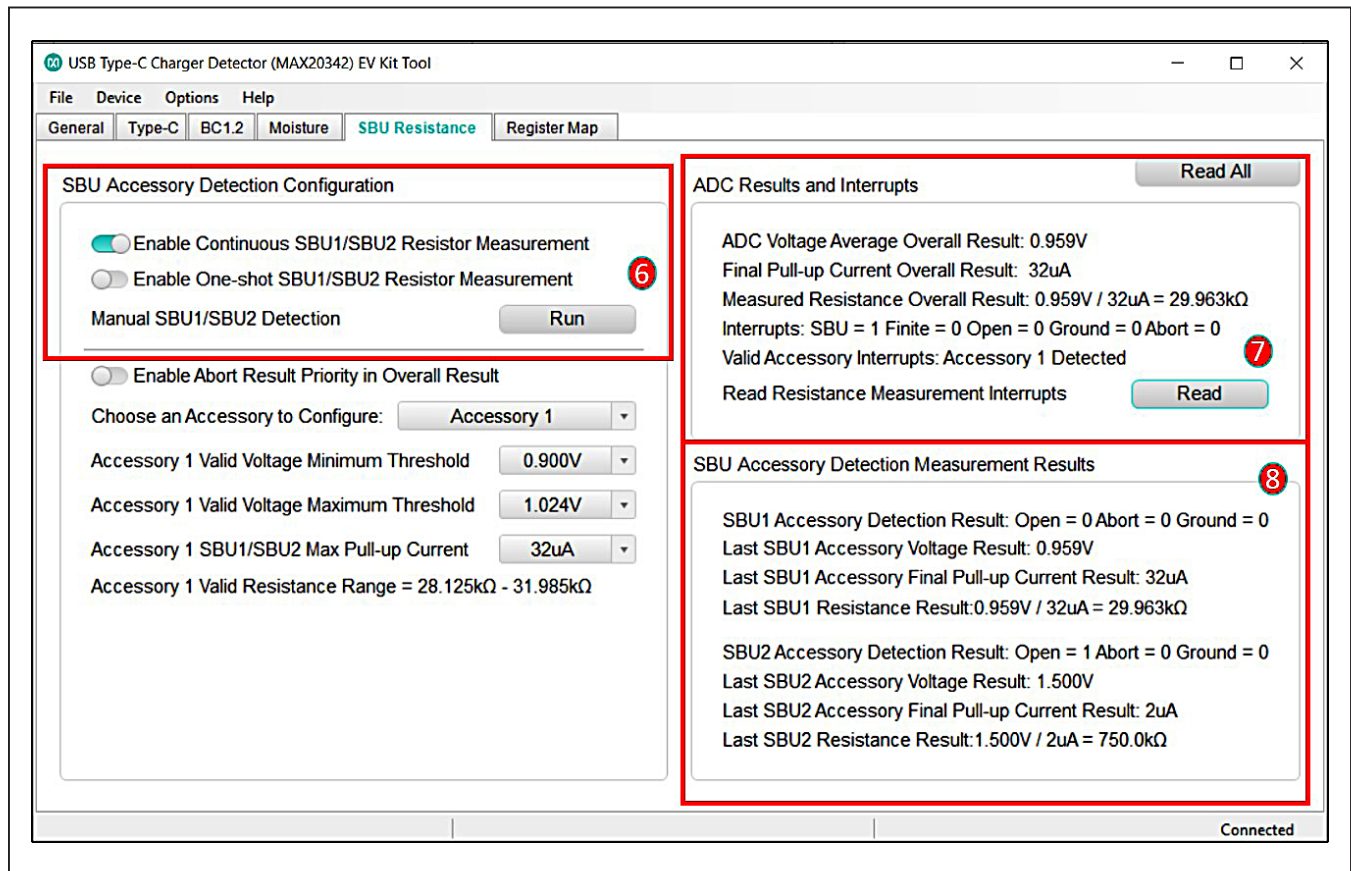 USB Type-C Charger Detector (MAX20342) EV Kit Tool
File Device Options Help
General Type-C BC1.2 Moisture SBU Resistance Register Map
SBU Accessory Detection Configuration
Enable Continuous SBU1/SBU2 Resistor Measurement
Enable One-shot SBU1/SBU2 Resistor Measurement
6
Manual SBU1/SBU2 Detection Run
Enable Abort Result Priority in Overall Result
Choose an Accessory to Configure: Accessory 1
Accessory 1 Valid Voltage Minimum Threshold 0.900V
Accessory 1 Valid Voltage Maximum Threshold 1.024V
Accessory 1 SBU1/SBU2 Max Pull-up Current 32uA
Accessory 1 Valid Resistance Range = 28.125kΩ - 31.985kΩ
Read All
ADC Results and Interrupts
ADC Voltage Average Overall Result: 0.959V
Final Pull-up Current Overall Result: 32uA
Measured Resistance Overall Result: 0.959V / 32uA = 29.963kΩ
Interrupts: SBU = 1 Finite = 0 Open = 0 Ground = 0 Abort = 0
7
Valid Accessory Interrupts: Accessory 1 Detected
Read Resistance Measurement Interrupts Read
SBU Accessory Detection Measurement Results
8
SBU1 Accessory Detection Result: Open = 0 Abort = 0 Ground = 0
Last SBU1 Accessory Voltage Result: 0.959V
Last SBU1 Accessory Final Pull-up Current Result: 32uA
Last SBU1 Resistance Result:0.959V / 32uA = 29.963kΩ
SBU2 Accessory Detection Result: Open = 1 Abort = 0 Ground = 0
Last SBU2 Accessory Voltage Result: 1.500V
Last SBU2 Accessory Final Pull-up Current Result: 2uA
Last SBU2 Resistance Result:1.500V / 2uA = 750.0kΩ
Connected